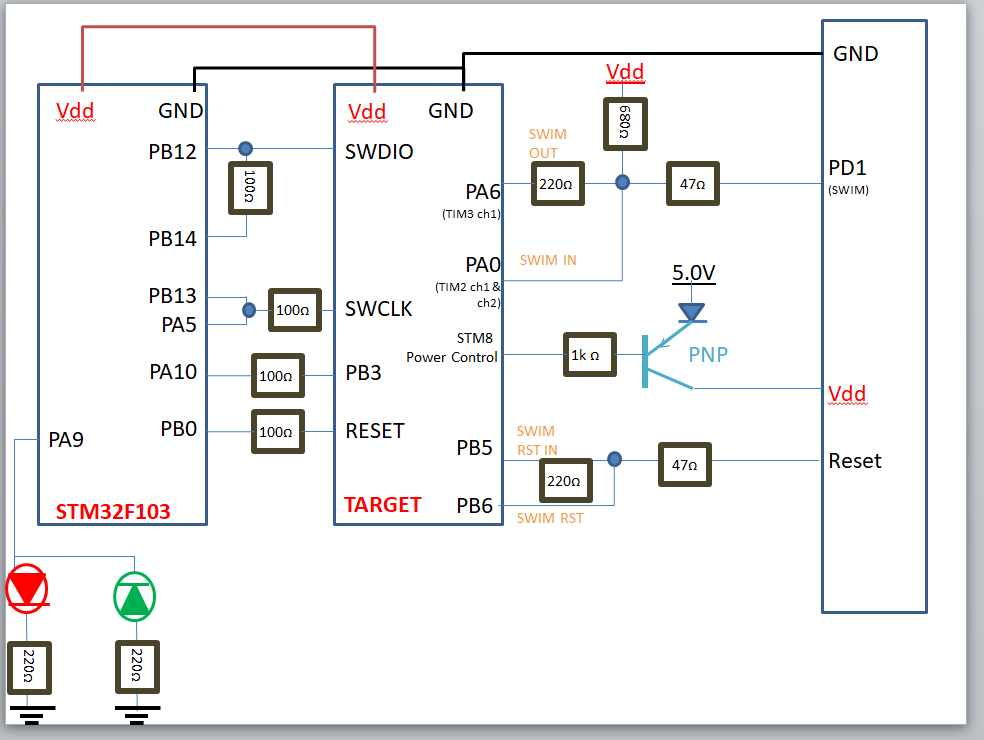 Vdd
GND
Vdd
GND
Vdd
GND
PB12
100Ω
SWDIO
PB14
PB13
PA5
100Ω
SWCLK
PA10
100Ω
PB3
PB0
100Ω
RESET
PA9
STM32F103
TARGET
680Ω
SWIM
OUT
PA6
(TIM3 ch1)
220Ω
47Ω
PD1
(SWIM)
PA0
(TIM2 ch1 &
ch2)
SWIM IN
5.0V
STM8
Power Control
1k Ω
PNP
Vdd
SWIM
RST IN
PB5
220Ω
47Ω
Reset
PB6
SWIM RST
220Ω
220Ω